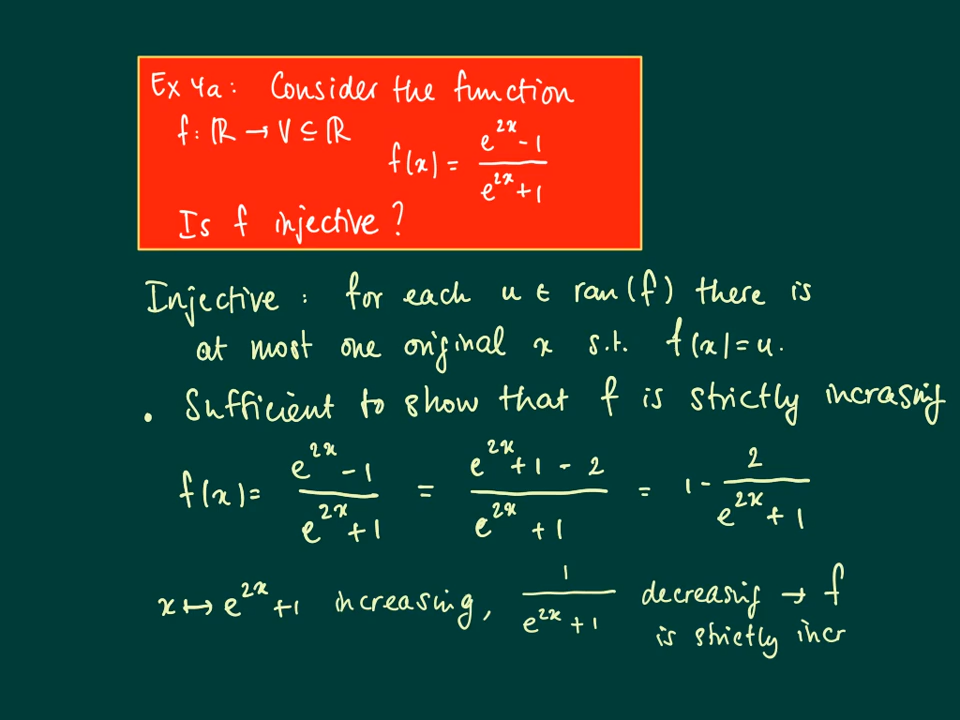 Ex 4a: Consider the function
f: ℝ → V ⊆ ℝ
f(x) = (e^{2x} - 1)/(e^{2x} + 1)
Is f injective?
Injective: for each u ∈ ran(f) there is
at most one original x s.t. f(x) = u.
• Sufficient to show that f is strictly increasing
f(x) = (e^{2x} - 1)/(e^{2x} + 1) = (e^{2x} + 1 - 2)/(e^{2x} + 1) = 1 - 2/(e^{2x} + 1)
x ↦ e^{2x} + 1 increasing, 1/(e^{2x} + 1) decreasing → f
is strictly incr